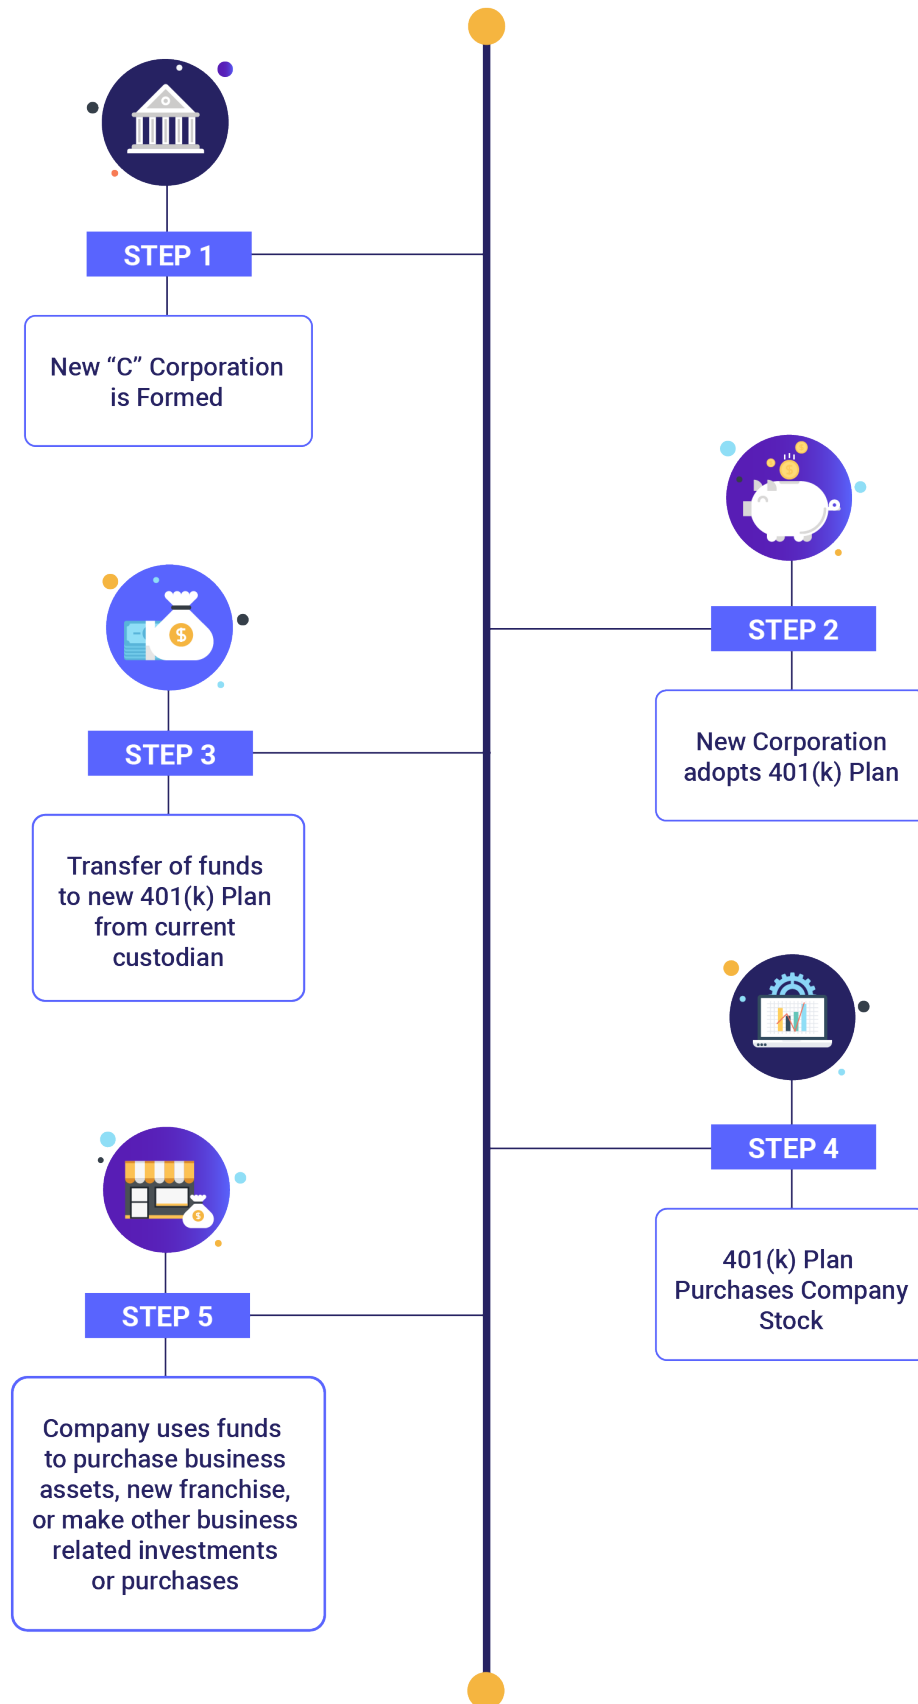 STEP 1
New “C” Corporation
is Formed
STEP 2
New Corporation
adopts 401(k) Plan
STEP 3
Transfer of funds
to new 401(k) Plan
from current
custodian
STEP 4
401(k) Plan
Purchases Company
Stock
STEP 5
Company uses funds
to purchase business
assets, new franchise,
or make other business
related investments
or purchases